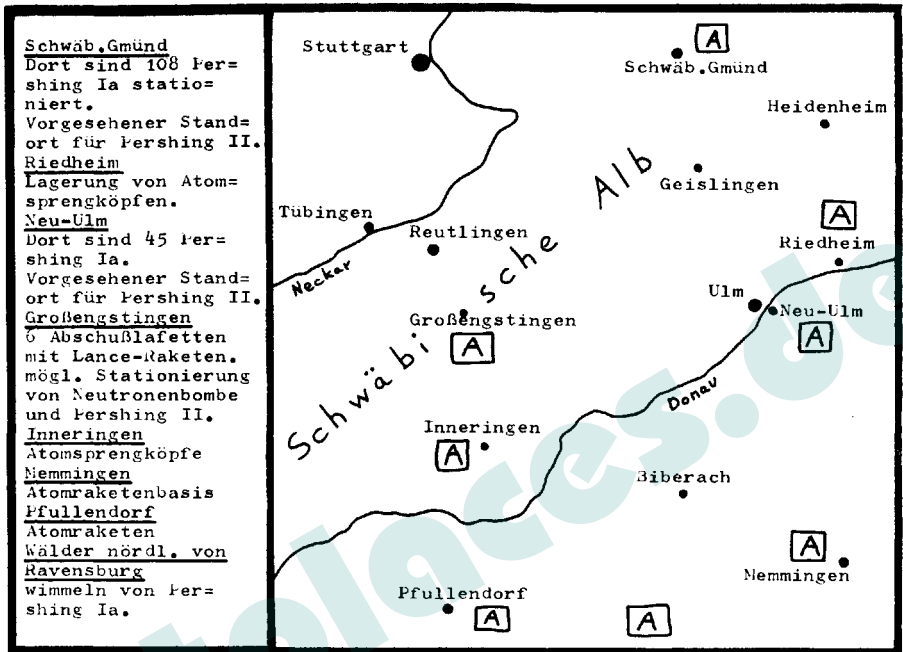 Schwäb.Gmünd
Dort sind 108 Per=
shing Ia statio=
niert.
Vorgesehener Stand=
ort für Pershing II.
Riedheim
Lagerung von Atom=
sprengköpfen.
Neu-Ulm
Dort sind 45 Per=
shing Ia.
Vorgesehener Stand=
ort für Pershing II.
Großengstingen
6 Abschußlafetten
mit Lance-Raketen.
mögl. Stationierung
von Neutronenbombe
und Pershing II.
Inneringen
Atomsprengköpfe
Memmingen
Atomraketenbasis
Pfullendorf
Atomraketen
Wälder nördl. von
Ravensburg
wimmeln von Per=
shing Ia.
Stuttgart
A
Schwäb.Gmünd
Heidenheim
Geislingen
Schwäbische Alb
Tübingen
Reutlingen
Neckar
A
Riedheim
Ulm
Neu-Ulm
A
Großengstingen
A
Donau
Inneringen
A
Biberach
A
Memmingen
Pfullendorf
A
A
tolaces.de